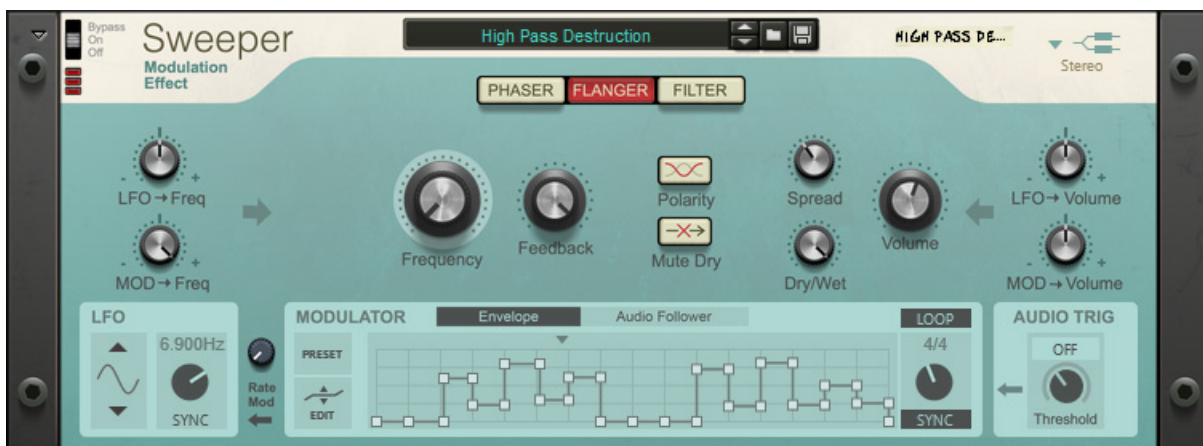 Bypass
On
Off
Sweeper
Modulation
Effect
High Pass Destruction
HIGH PASS DE...
Stereo
PHASER FLANGER FILTER
LFO → Freq
MOD → Freq
Frequency
Feedback
Polarity
Mute Dry
Spread
Dry/Wet
Volume
LFO → Volume
MOD → Volume
LFO
6.900Hz
SYNC
Rate
Mod
MODULATOR
Envelope
Audio Follower
PRESET
EDIT
LOOP
4/4
SYNC
AUDIO TRIG
OFF
Threshold